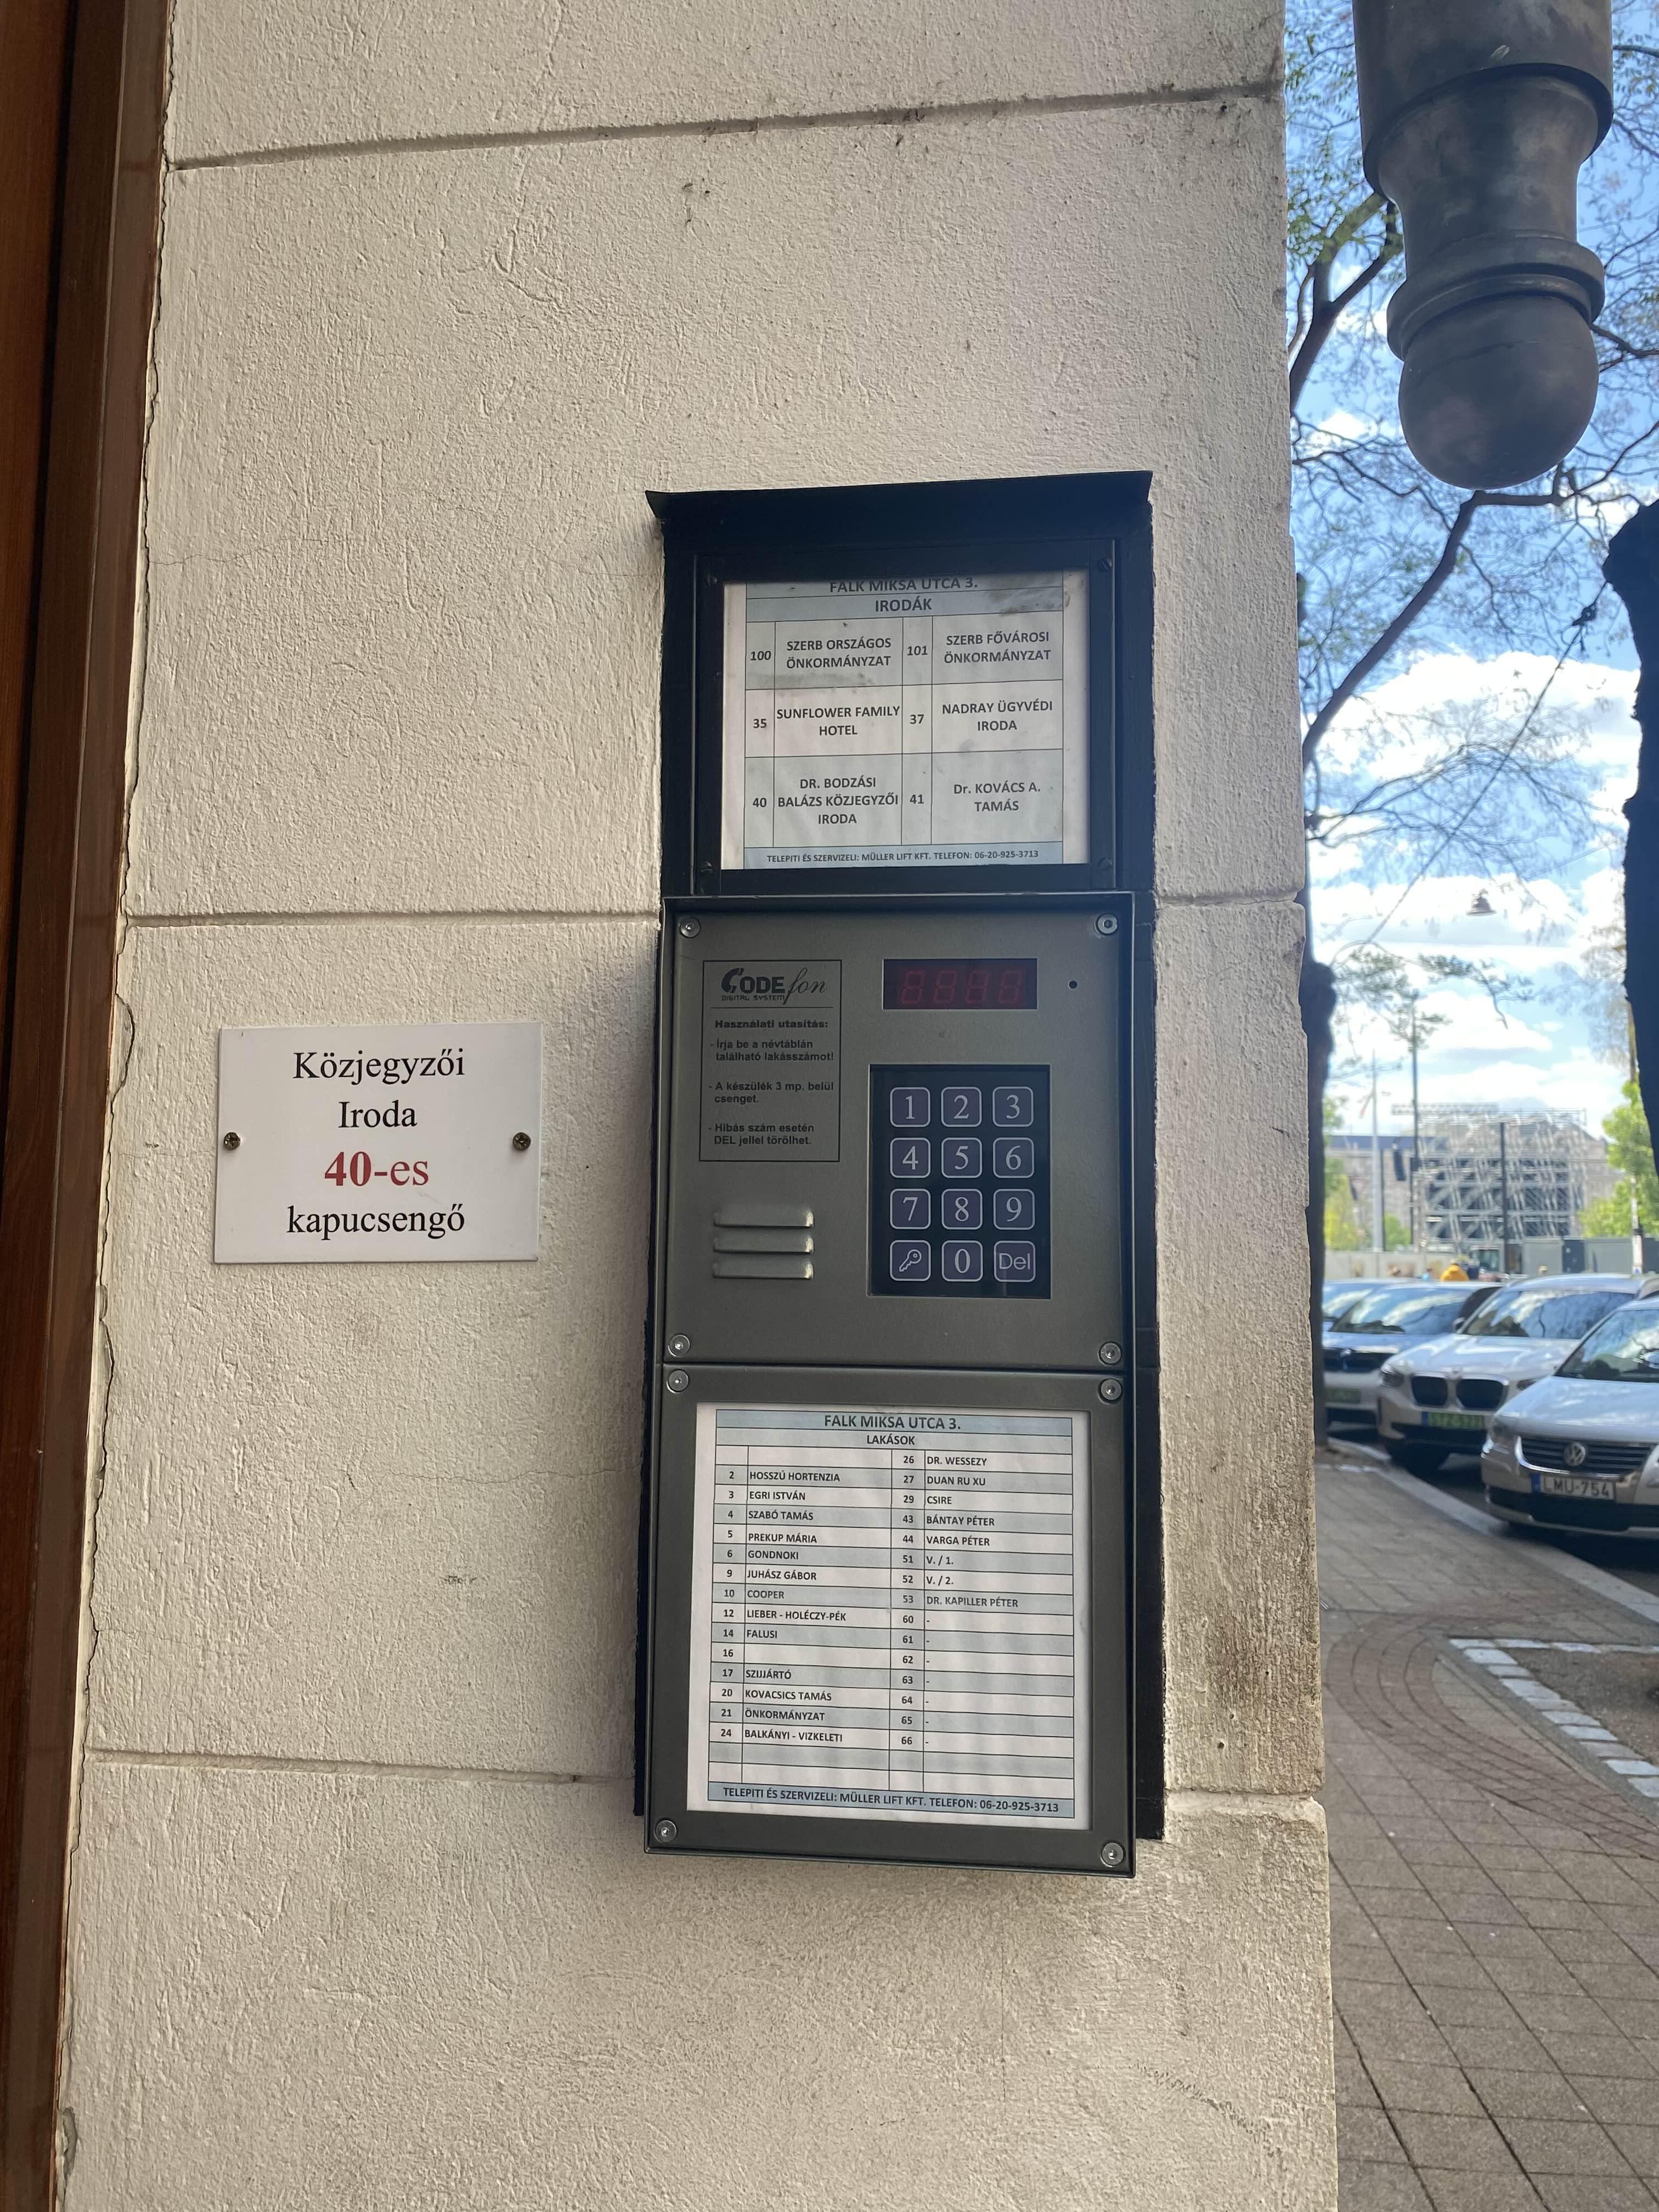 FALK MIKSA UTCA 3.
IRODÁK
100 SZERB ORSZÁGOS ÖNKORMÁNYZAT 101 SZERB FŐVÁROSI ÖNKORMÁNYZAT
35 SUNFLOWER FAMILY HOTEL 37 NADRAY ÜGYVÉDI IRODA
40 DR. BODZÁSI BALÁZS KÖZJEGYZŐI IRODA 41 Dr. KOVÁCS A. TAMÁS
TELEPITI ÉS SZERVIZELI: MÜLLER LIFT KFT. TELEFON: 06-20-925-3713
CODEfon
DIGITAL SYSTEM
Használati utasítás:
- Írja be a névtáblán
található lakásszámot!
- A készülék 3 mp. belül
csenget.
- Hibás szám esetén
DEL jellel törölhet.
1 2 3
4 5 6
7 8 9
0 Del
Közjegyzői
Iroda
40-es
kapucsengő
FALK MIKSA UTCA 3.
LAKÁSOK
26 DR. WESSEZY
2 HOSSZÚ HORTENZIA 27 DUAN RU XU
3 EGRI ISTVÁN 29 CSIRE
4 SZABÓ TAMÁS 43 BÁNTAY PÉTER
5 PREKUP MÁRIA 44 VARGA PÉTER
6 GONDNOKI 51 V. / 1.
9 JUHÁSZ GÁBOR 52 V. / 2.
10 COOPER 53 DR. KAPILLER PÉTER
12 LIEBER - HOLÉCZY-PÉK 60 -
14 FALUSI 61 -
16 62 -
17 SZIJJÁRTÓ 63 -
20 KOVACSICS TAMÁS 64 -
21 ÖNKORMÁNYZAT 65 -
24 BALKÁNYI - VIZKELETI 66 -
TELEPITI ÉS SZERVIZELI: MÜLLER LIFT KFT. TELEFON: 06-20-925-3713
LMU-754